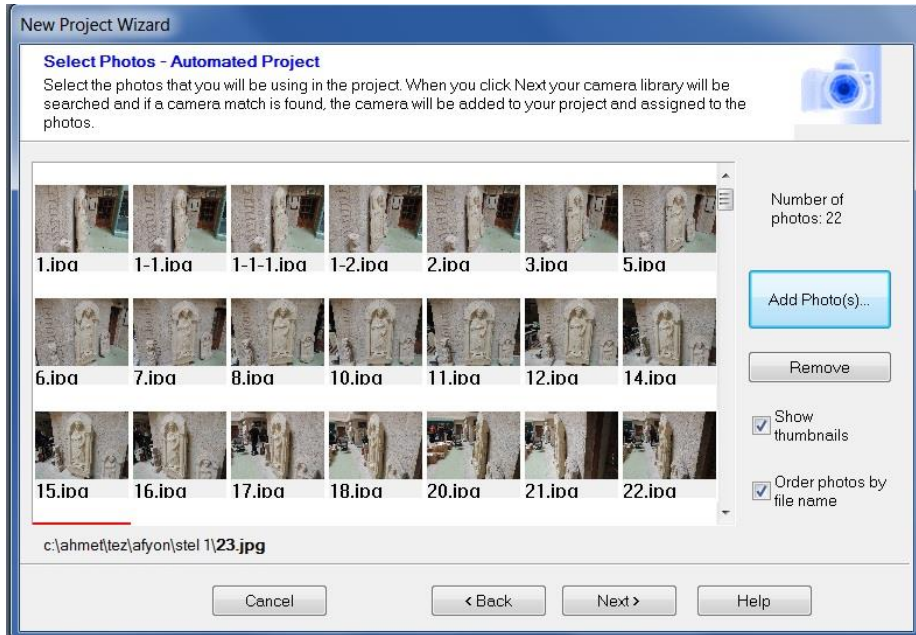 New Project Wizard
Select Photos - Automated Project
Select the photos that you will be using in the project. When you click Next your camera library will be
searched and if a camera match is found, the camera will be added to your project and assigned to the
photos.
Number of
photos: 22
1.jpg 1-1.jpg 1-1-1.jpg 1-2.jpg 2.jpg 3.jpg 5.jpg
Add Photo(s)...
6.jpg 7.jpg 8.jpg 10.jpg 11.jpg 12.jpg 14.jpg
Remove
Show
thumbnails
15.jpg 16.jpg 17.jpg 18.jpg 20.jpg 21.jpg 22.jpg
Order photos by
file name
c:\ahmet\tez\afyon\stel 1\23.jpg
Cancel
< Back
Next >
Help